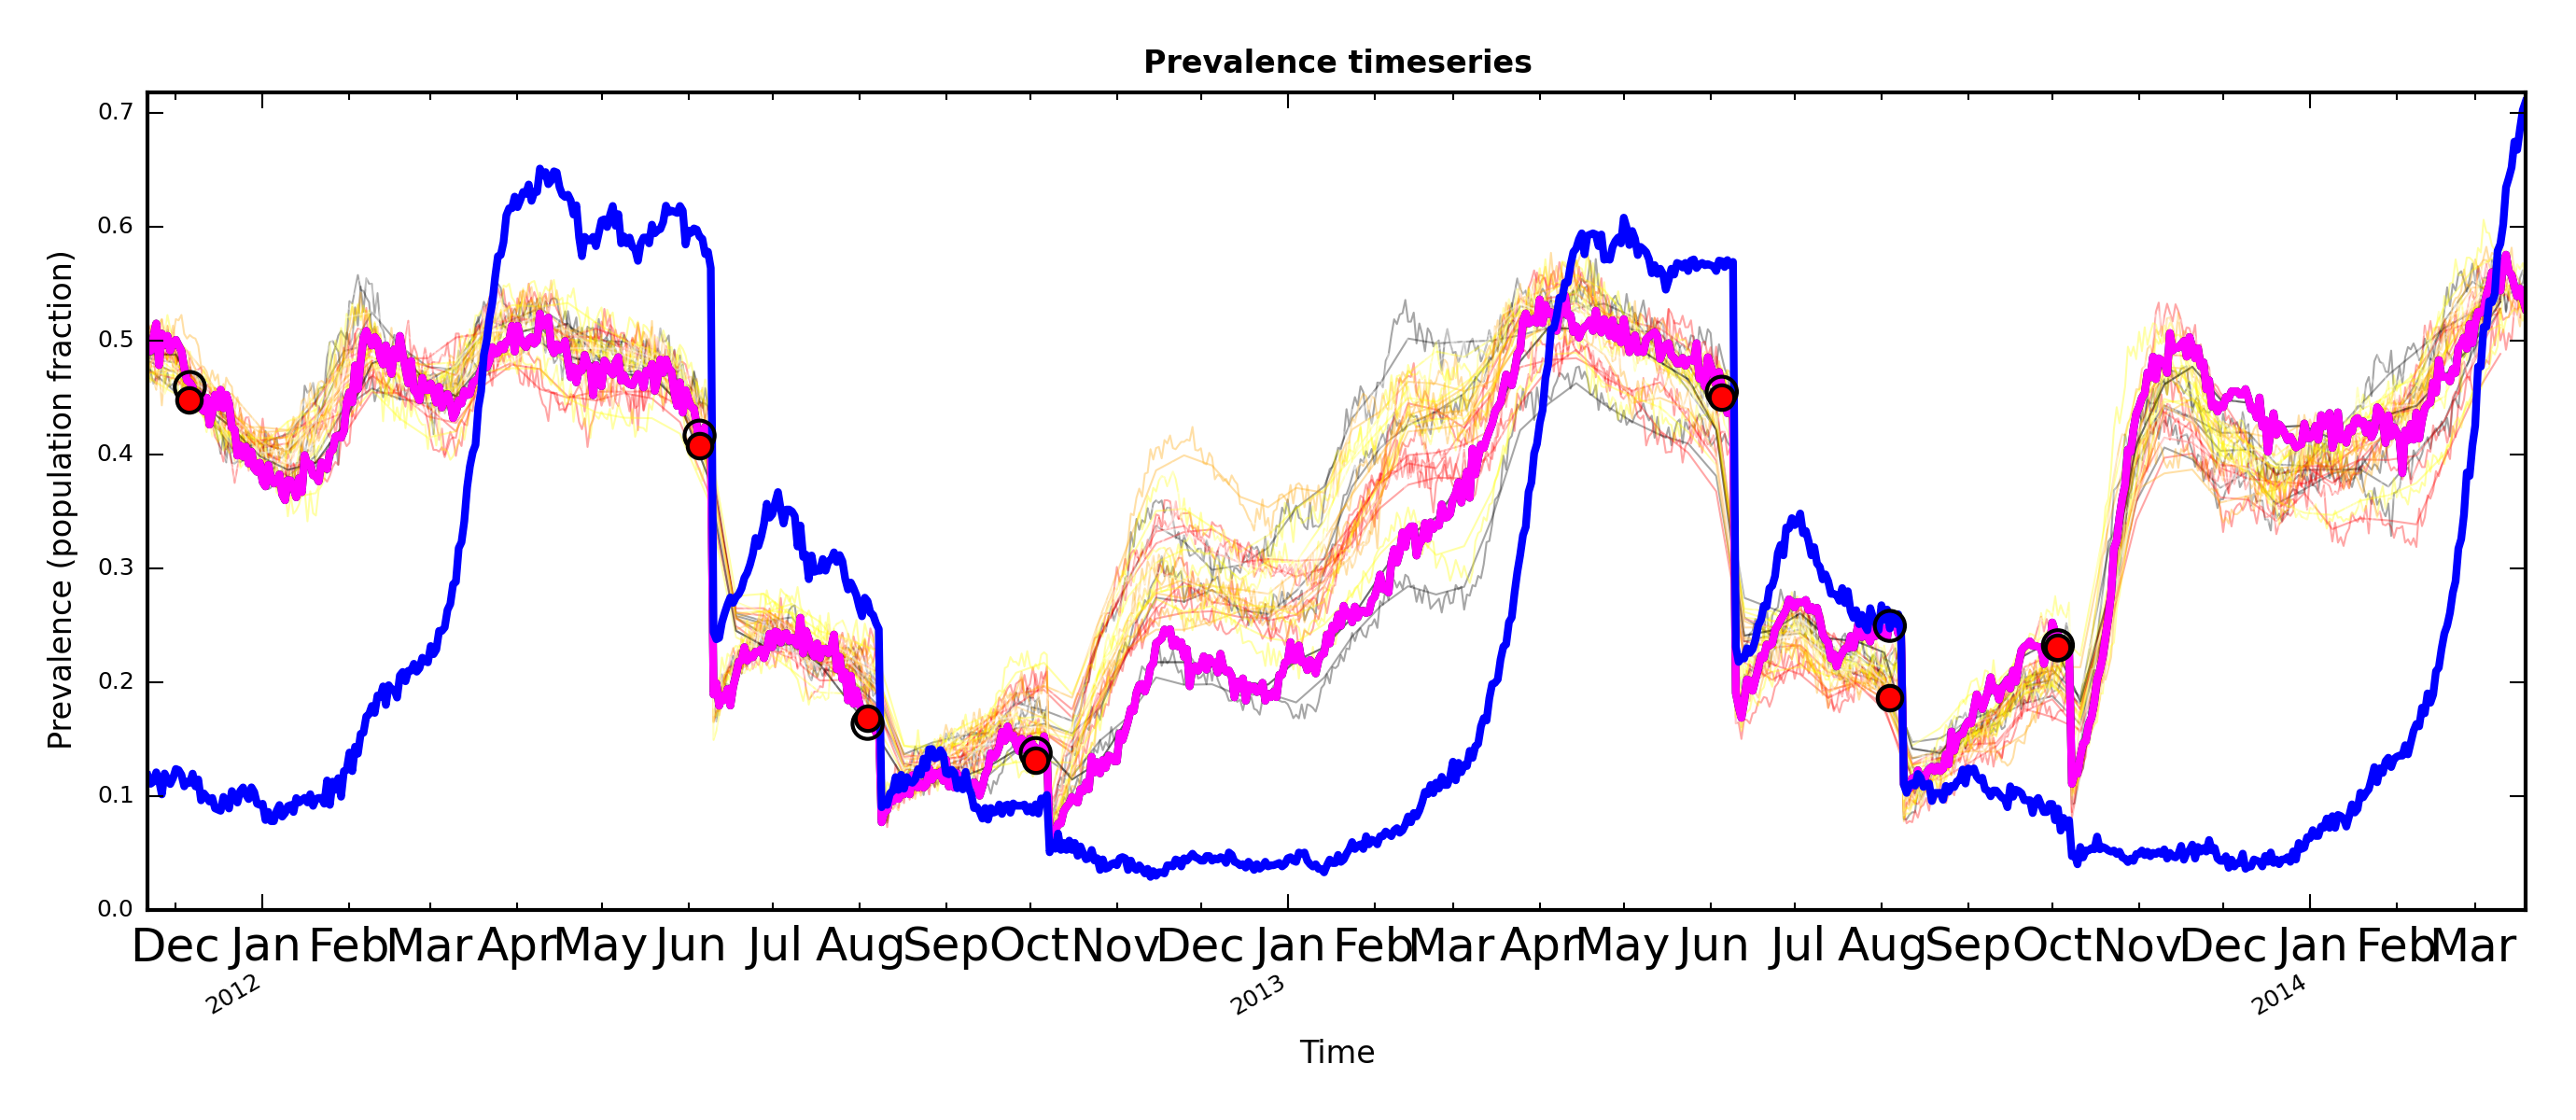 Prevalence timeseries
Prevalence (population fraction)
0.7
0.6
0.5
0.4
0.3
0.2
0.1
0.0
Dec Jan Feb Mar Apr May Jun Jul Aug Sep Oct Nov Dec Jan Feb Mar Apr May Jun Jul Aug Sep Oct Nov Dec Jan Feb Mar
2012 2013 2014
Time